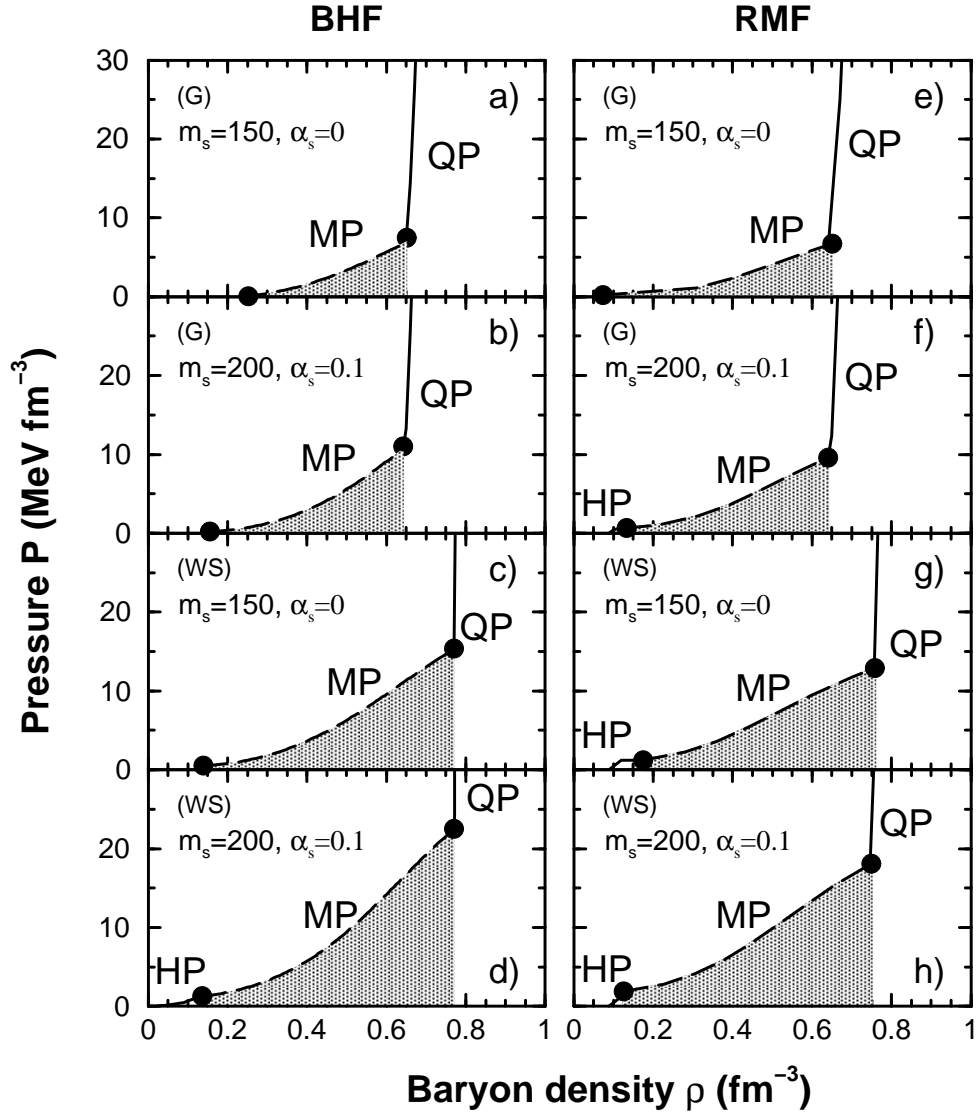 BHF RMF
30
20
10
0
(G)
m_s=150, α_s=0
a)
QP
MP
(G)
m_s=150, α_s=0
e)
QP
MP
20
10
0
(G)
m_s=200, α_s=0.1
b)
QP
MP
(G)
m_s=200, α_s=0.1
f)
QP
MP
HP
20
10
0
(WS)
m_s=150, α_s=0
c)
QP
MP
(WS)
m_s=150, α_s=0
g)
QP
MP
HP
20
10
0
(WS)
m_s=200, α_s=0.1
QP
MP
HP
d)
(WS)
m_s=200, α_s=0.1
QP
MP
HP
h)
0 0.2 0.4 0.6 0.8 1
0 0.2 0.4 0.6 0.8 1
Pressure P (MeV fm⁻³)
Baryon density ρ (fm⁻³)